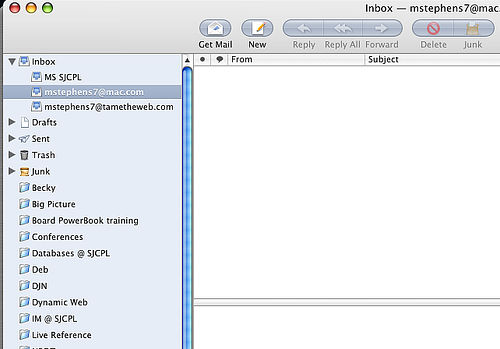 Inbox — mstephens7@mac.
Get Mail New Reply Reply All Forward Delete Junk
From Subject
Inbox
MS SJCPL
mstephens7@mac.com
mstephens7@tametheweb.com
Drafts
Sent
Trash
Junk
Becky
Big Picture
Board PowerBook training
Conferences
Databases @ SJCPL
Deb
DJN
Dynamic Web
IM @ SJCPL
Live Reference